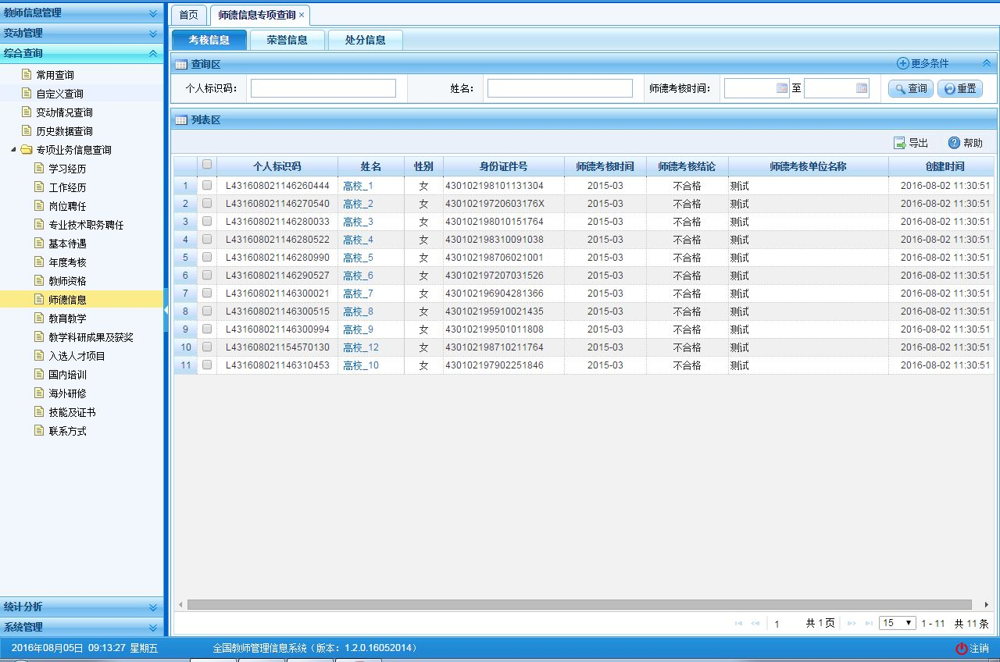 教师信息管理
变动管理
综合查询
常用查询
自定义查询
变动情况查询
历史数据查询
专项业务信息查询
学习经历
工作经历
岗位聘任
专业技术职务聘任
基本待遇
年度考核
教师资格
师德信息
教育教学
教学科研成果及获奖
入选人才项目
国内培训
海外研修
技能及证书
联系方式
统计分析
系统管理
首页 师德信息专项查询 ×
考核信息 荣誉信息 处分信息
查询区 更多条件
个人标识码： 姓名： 师德考核时间： 至 查询 重置
列表区
导出 帮助
个人标识码 姓名 性别 身份证件号 师德考核时间 师德考核结论 师德考核单位名称 创建时间
1 L431608021146260444 高校_1 女 430102198101131304 2015-03 不合格 测试 2016-08-02 11:30:51
2 L431608021146270540 高校_2 女 43010219720603176X 2015-03 不合格 测试 2016-08-02 11:30:51
3 L431608021146280033 高校_3 女 430102198010151764 2015-03 不合格 测试 2016-08-02 11:30:51
4 L431608021146280522 高校_4 女 430102198310091038 2015-03 不合格 测试 2016-08-02 11:30:51
5 L431608021146280990 高校_5 女 430102198706021001 2015-03 不合格 测试 2016-08-02 11:30:51
6 L431608021146290527 高校_6 女 430102197207031526 2015-03 不合格 测试 2016-08-02 11:30:51
7 L431608021146300021 高校_7 女 430102196904281366 2015-03 不合格 测试 2016-08-02 11:30:51
8 L431608021146300515 高校_8 女 430102195910021435 2015-03 不合格 测试 2016-08-02 11:30:51
9 L431608021146300994 高校_9 女 430102199501011808 2015-03 不合格 测试 2016-08-02 11:30:51
10 L431608021154570130 高校_12 女 430102198710211764 2015-03 不合格 测试 2016-08-02 11:30:51
11 L431608021146310453 高校_10 女 430102197902251846 2015-03 不合格 测试 2016-08-02 11:30:51
1 共 1 页 15 1 - 11 共 11 条
2016年08月05日 09:13:27 星期五 全国教师管理信息系统（版本：1.2.0.16052014） 注销